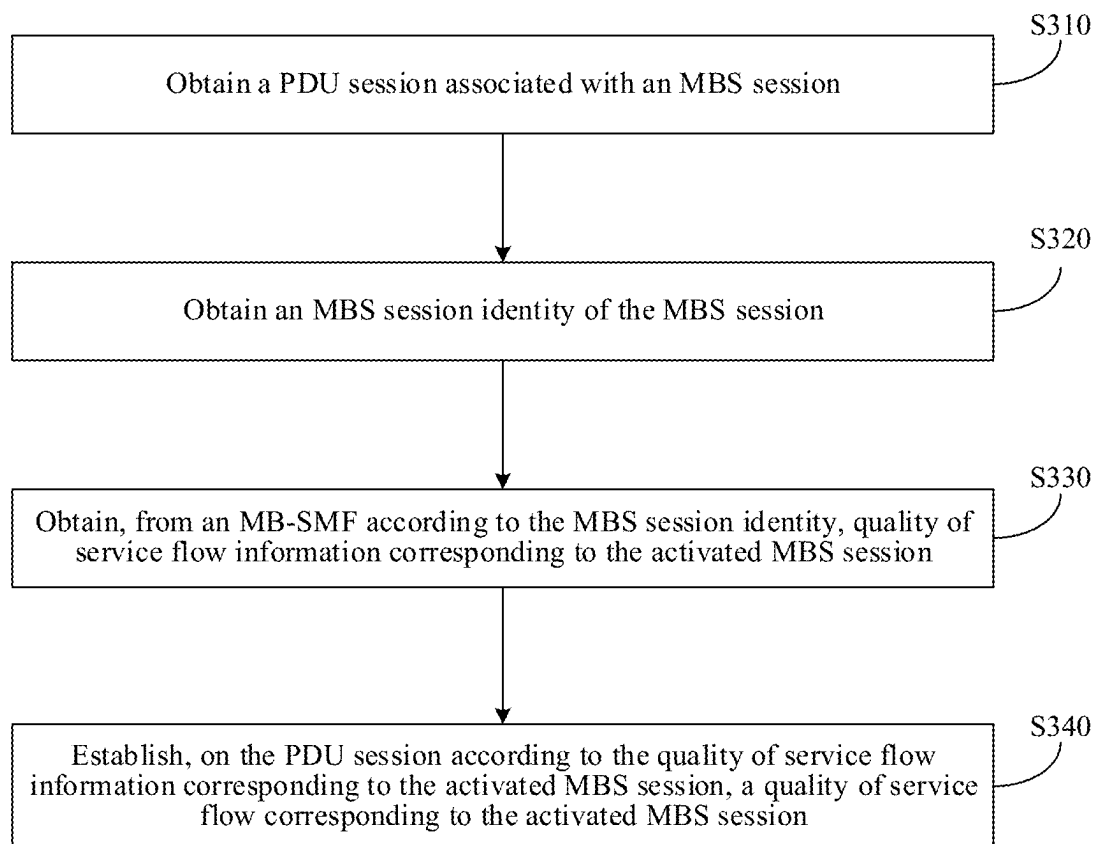 S310
Obtain a PDU session associated with an MBS session
S320
Obtain an MBS session identity of the MBS session
S330
Obtain, from an MB-SMF according to the MBS session identity, quality of
service flow information corresponding to the activated MBS session
S340
Establish, on the PDU session according to the quality of service flow
information corresponding to the activated MBS session, a quality of service
flow corresponding to the activated MBS session